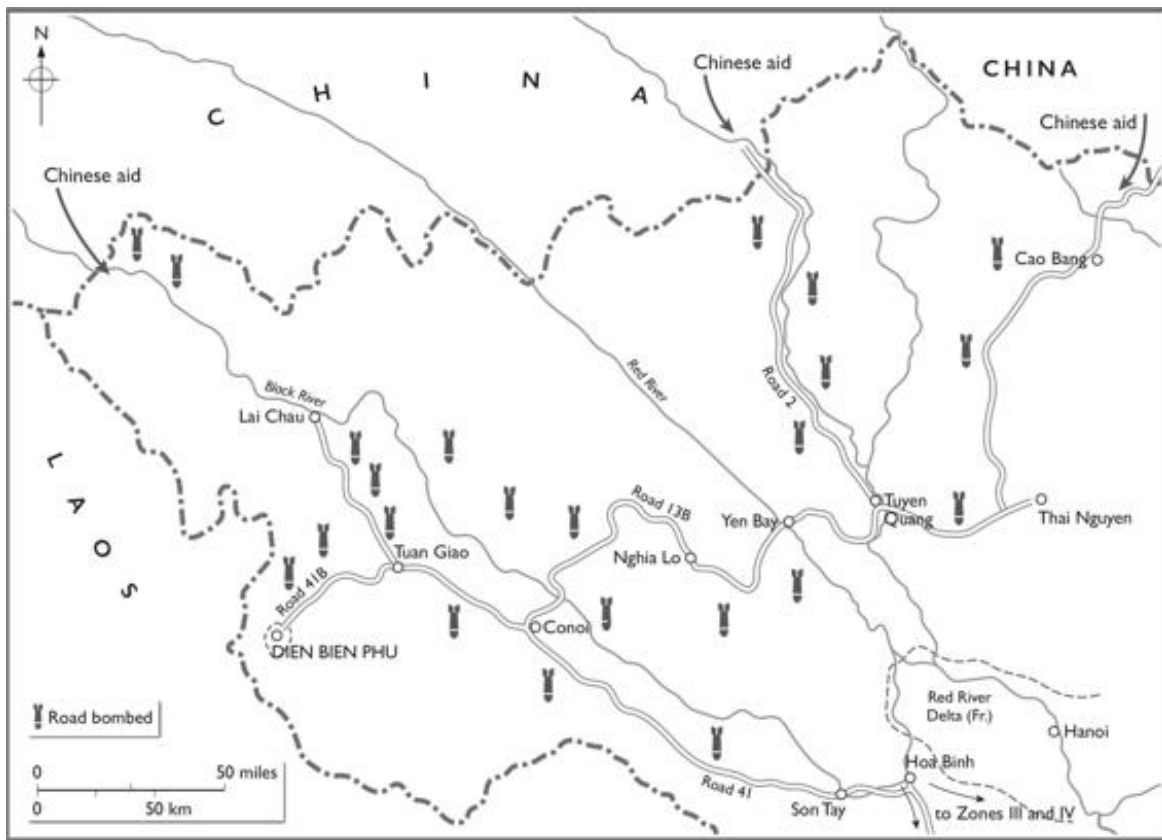 N
C H I N A
CHINA
Chinese aid
Chinese aid
Chinese aid
Cao Bang
Black River
Lai Chau
Red River
Road 2
L A O S
Road 13B
Yen Bay
Tuyen
Quang
Thai Nguyen
Nghia Lo
Tuan Giao
Road 41B
Conoi
DIEN BIEN PHU
Red River
Delta (Fr.)
Hanoi
Hoa Binh
Road 41
Son Tay
to Zones III and IV
Road bombed
0 50 miles
0 50 km